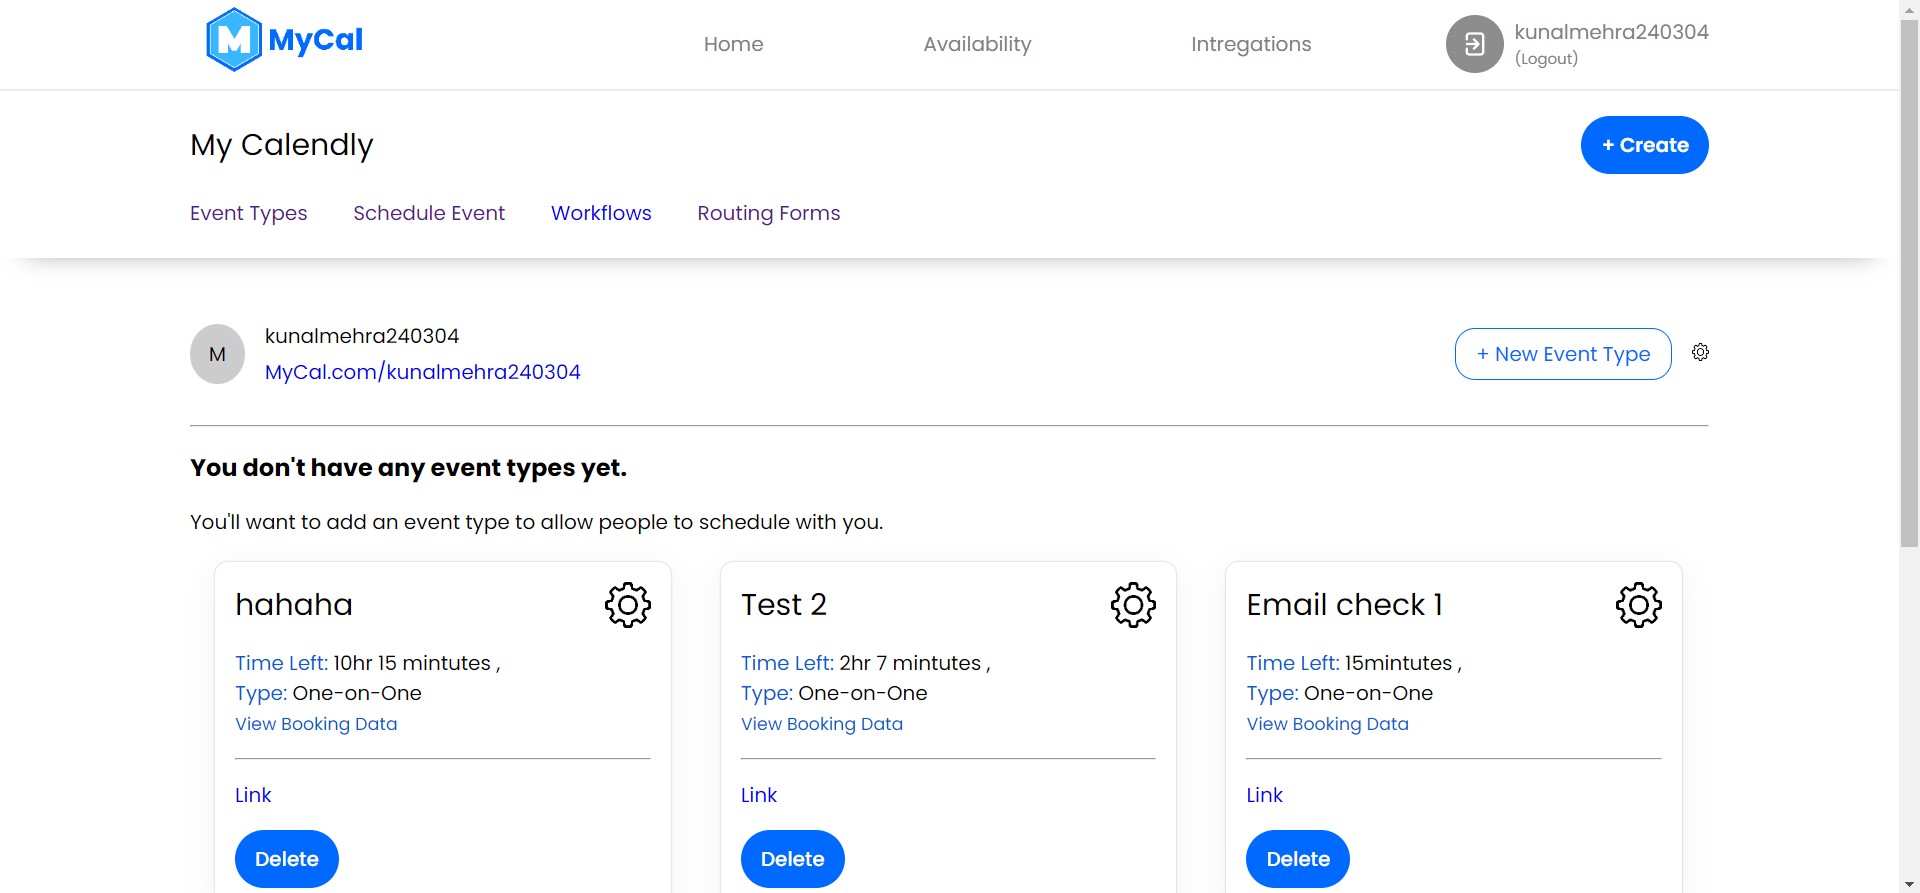 M MyCal
Home Availability Intregations kunalmehra240304
(Logout)
My Calendly
+ Create
Event Types Schedule Event Workflows Routing Forms
M
kunalmehra240304
MyCal.com/kunalmehra240304
+ New Event Type
You don't have any event types yet.
You'll want to add an event type to allow people to schedule with you.
hahaha
Time Left: 10hr 15 mintutes ,
Type: One-on-One
View Booking Data
Link
Delete
Test 2
Time Left: 2hr 7 mintutes ,
Type: One-on-One
View Booking Data
Link
Delete
Email check 1
Time Left: 15mintutes ,
Type: One-on-One
View Booking Data
Link
Delete